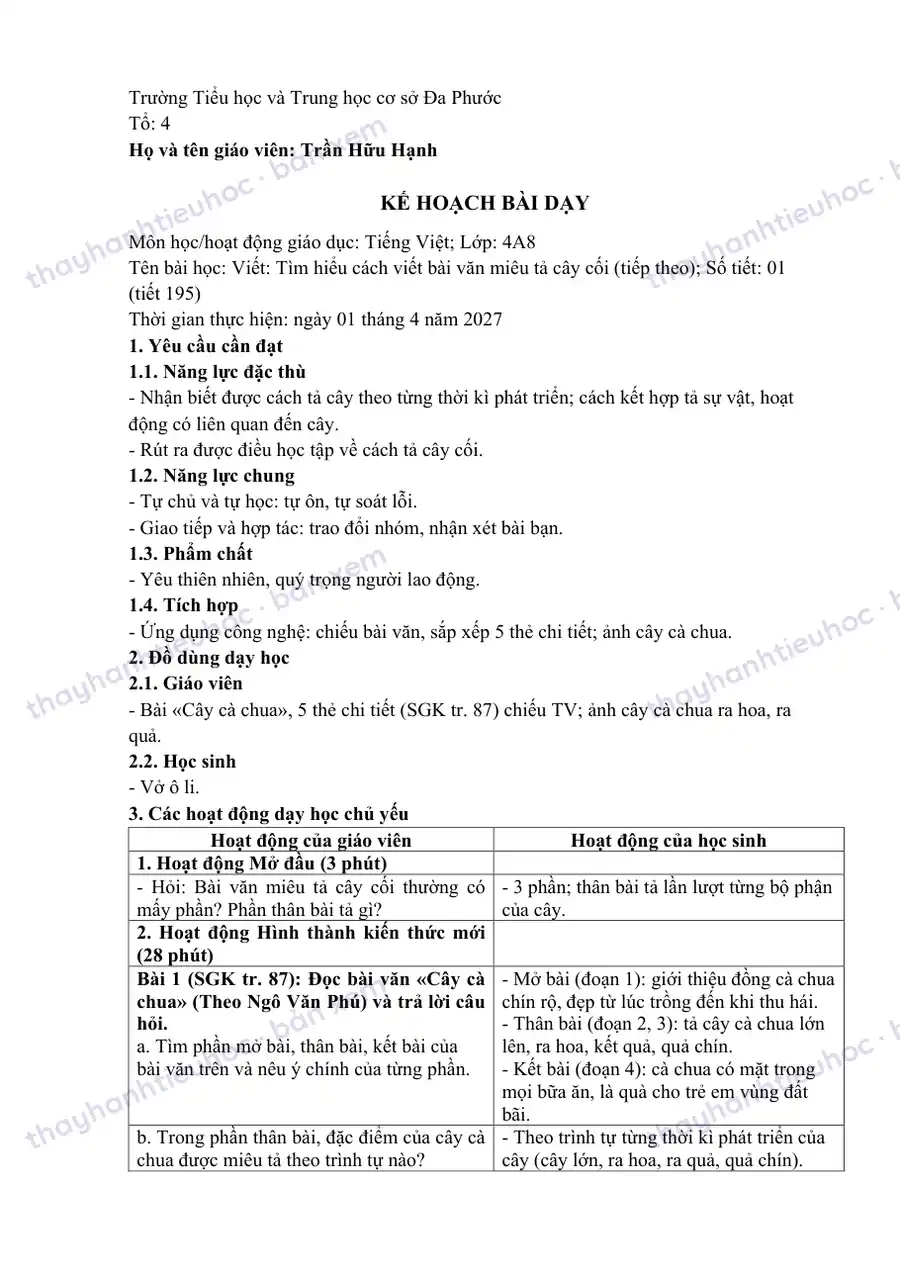 Trường Tiểu học và Trung học cơ sở Đa Phước
Tổ: 4
Họ và tên giáo viên: Trần Hữu Hạnh
KẾ HOẠCH BÀI DẠY
Môn học/hoạt động giáo dục: Tiếng Việt; Lớp: 4A8
Tên bài học: Viết: Tìm hiểu cách viết bài văn miêu tả cây cối (tiếp theo); Số tiết: 01
(tiết 195)
Thời gian thực hiện: ngày 01 tháng 4 năm 2027
1. Yêu cầu cần đạt
1.1. Năng lực đặc thù
- Nhận biết được cách tả cây theo từng thời kì phát triển; cách kết hợp tả sự vật, hoạt
động có liên quan đến cây.
- Rút ra được điều học tập về cách tả cây cối.
1.2. Năng lực chung
- Tự chủ và tự học: tự ôn, tự soát lỗi.
- Giao tiếp và hợp tác: trao đổi nhóm, nhận xét bài bạn.
1.3. Phẩm chất
- Yêu thiên nhiên, quý trọng người lao động.
1.4. Tích hợp
- Ứng dụng công nghệ: chiếu bài văn, sắp xếp 5 thẻ chi tiết; ảnh cây cà chua.
2. Đồ dùng dạy học
2.1. Giáo viên
- Bài «Cây cà chua», 5 thẻ chi tiết (SGK tr. 87) chiếu TV; ảnh cây cà chua ra hoa, ra
quả.
2.2. Học sinh
- Vở ô li.
3. Các hoạt động dạy học chủ yếu
Hoạt động của giáo viên
Hoạt động của học sinh
1. Hoạt động Mở đầu (3 phút)
- Hỏi: Bài văn miêu tả cây cối thường có
mấy phần? Phần thân bài tả gì?
- 3 phần; thân bài tả lần lượt từng bộ phận
của cây.
2. Hoạt động Hình thành kiến thức mới
(28 phút)
Bài 1 (SGK tr. 87): Đọc bài văn «Cây cà
chua» (Theo Ngô Văn Phú) và trả lời câu
hỏi.
a. Tìm phần mở bài, thân bài, kết bài của
bài văn trên và nêu ý chính của từng phần.
- Mở bài (đoạn 1): giới thiệu đồng cà chua
chín rộ, đẹp từ lúc trồng đến khi thu hái.
- Thân bài (đoạn 2, 3): tả cây cà chua lớn
lên, ra hoa, kết quả, quả chín.
- Kết bài (đoạn 4): cà chua có mặt trong
mọi bữa ăn, là quà cho trẻ em vùng đất
bãi.
b. Trong phần thân bài, đặc điểm của cây cà
chua được miêu tả theo trình tự nào?
- Theo trình tự từng thời kì phát triển của
cây (cây lớn, ra hoa, ra quả, quả chín).
thayhanhtieuhoc · bản xem
thayhanhtieuhoc · b
thayhanhtieuhoc · bản xem
thayhanhtieuhoc · b
thayhanhtieuhoc · bản xem
thayhanhtieuhoc · b